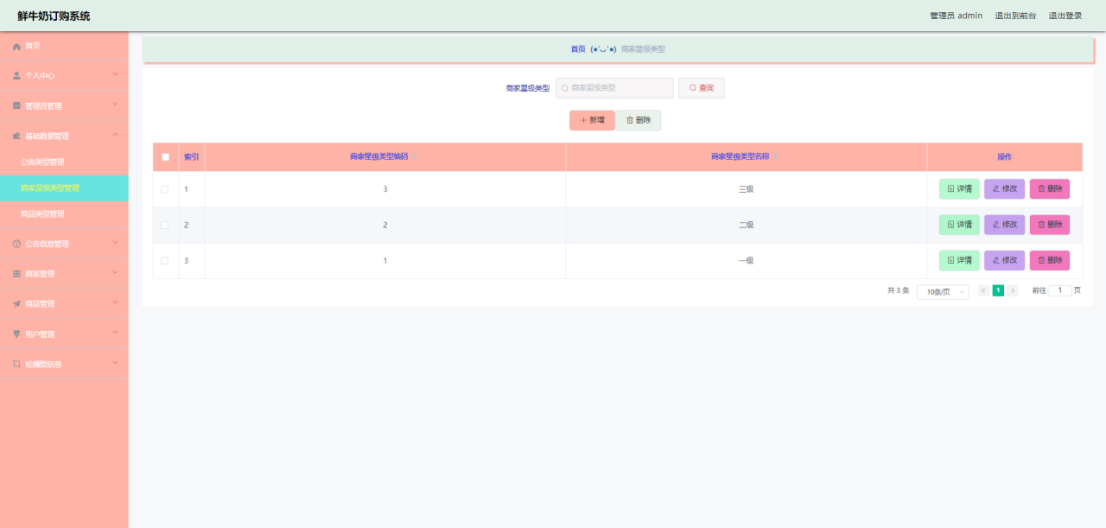 鲜牛奶订购系统
管理员 admin 退出到前台 退出登录
首页
个人中心
管理员管理
基础数据管理
公告类型管理
商家星级类型管理
商品类型管理
公告信息管理
商家管理
商品管理
用户管理
轮播图信息
首页 (●'◡'●) 商家星级类型
商家星级类型 商家星级类型 查询
新增 删除
索引 商家星级类型编码 商家星级类型名称 操作
1 3 三级 详情 修改 删除
2 2 二级 详情 修改 删除
3 1 一级 详情 修改 删除
共 3 条 10条/页 1 前往 1 页